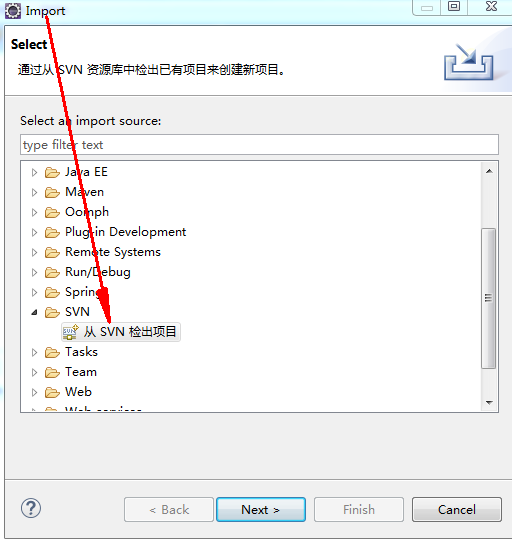 Import
Select
通过从 SVN 资源库中检出已有项目来创建新项目。
Select an import source:
type filter text
Java EE
Maven
Oomph
Plug-in Development
Remote Systems
Run/Debug
Spring
SVN
从 SVN 检出项目
Tasks
Team
Web
Web services
< Back
Next >
Finish
Cancel